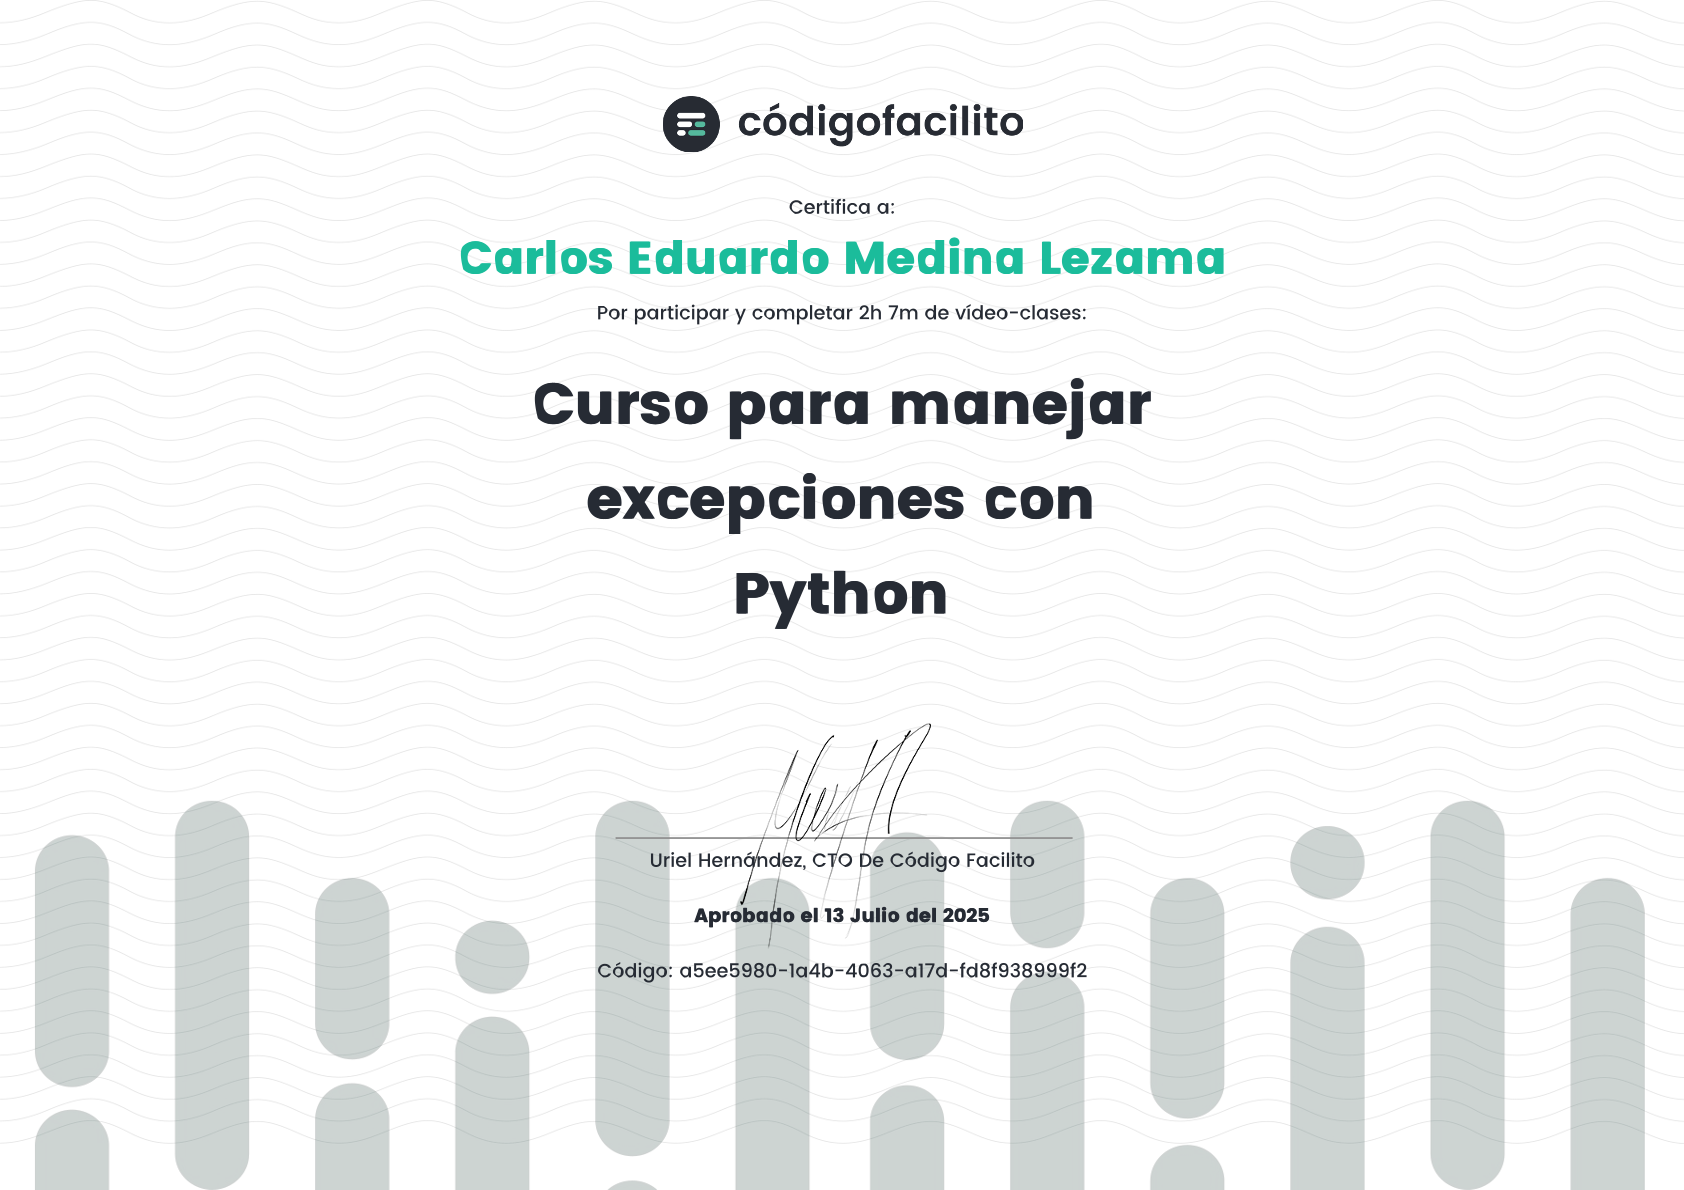 códigofacilito
Certifica a:
Carlos Eduardo Medina Lezama
Por participar y completar 2h 7m de vídeo-clases:
Curso para manejar
excepciones con
Python
Uriel Hernández, CTO De Código Facilito
Aprobado el 13 Julio del 2025
Código: a5ee5980-1a4b-4063-a17d-fd8f938999f2